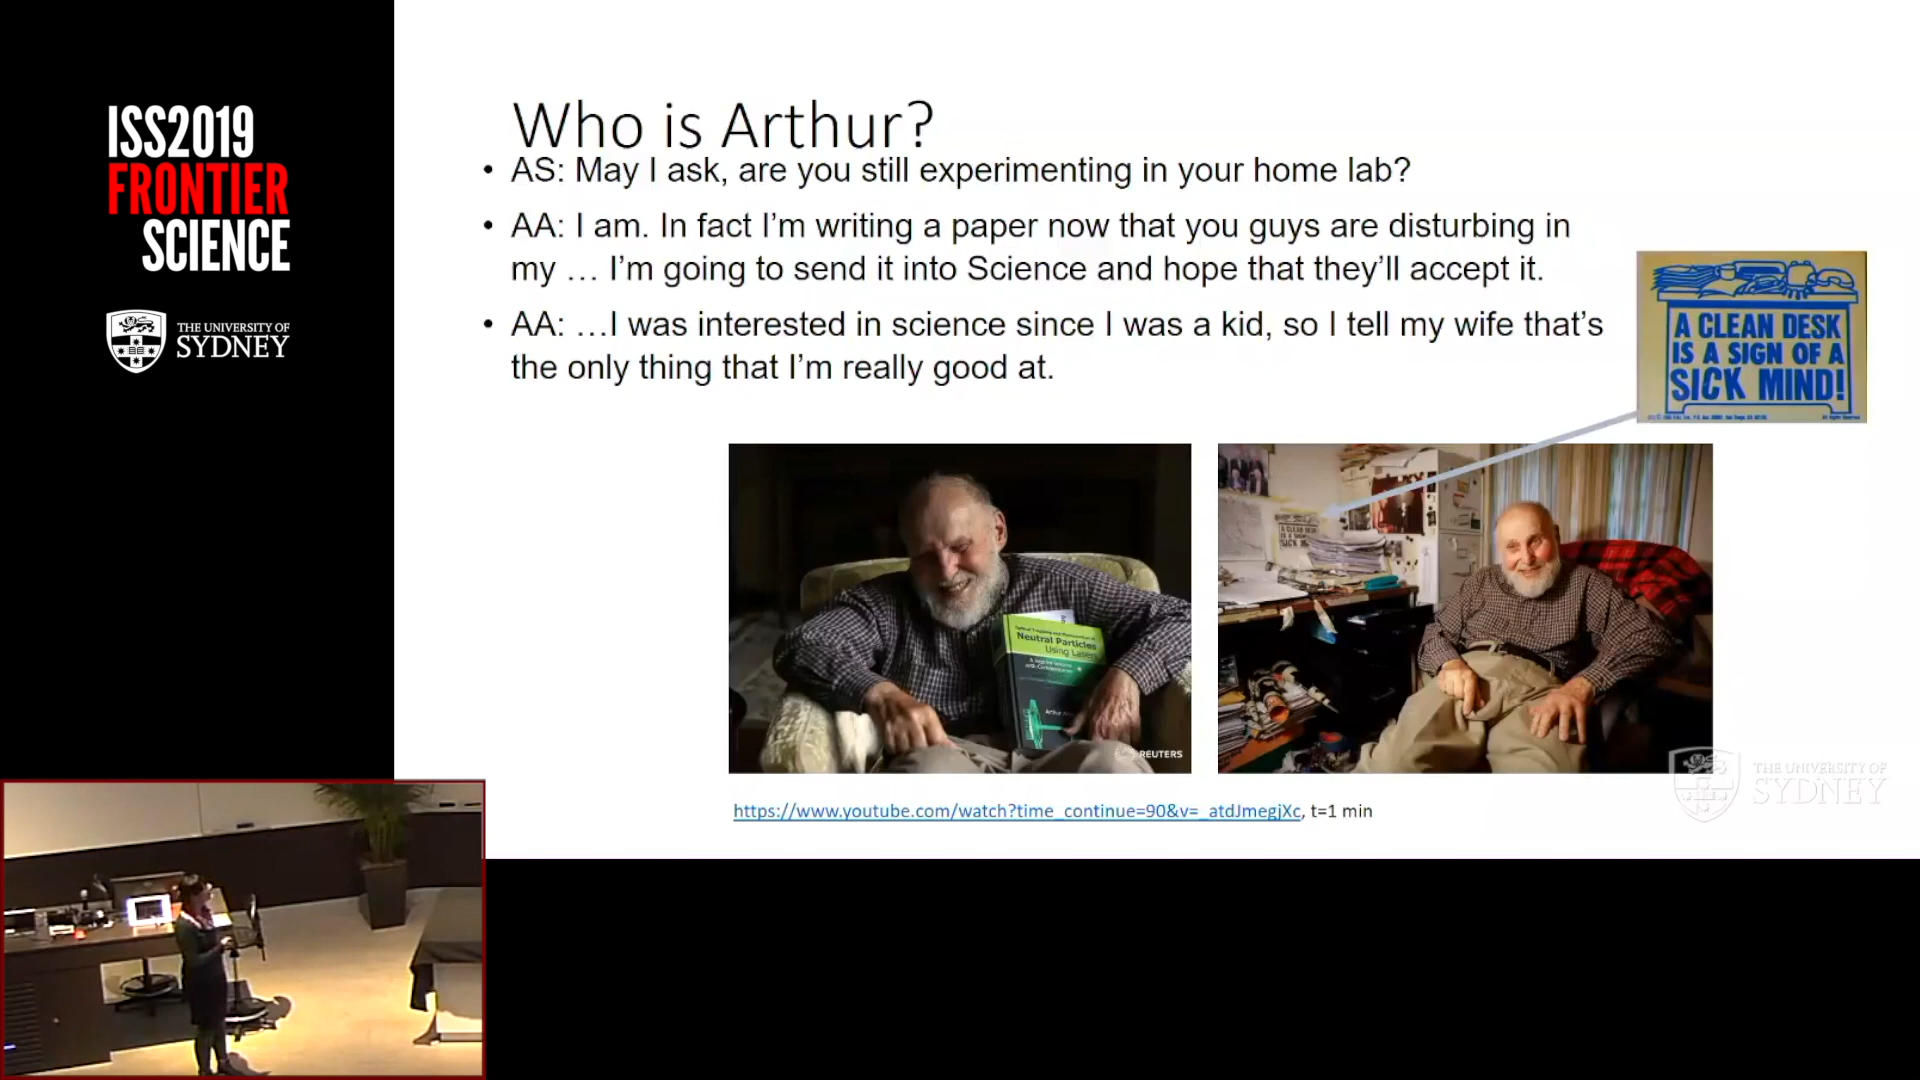 ISS2019
FRONTIER
SCIENCE
THE UNIVERSITY OF
SYDNEY
Who is Arthur?
• AS: May I ask, are you still experimenting in your home lab?
• AA: I am. In fact I'm writing a paper now that you guys are disturbing in
my … I'm going to send it into Science and hope that they'll accept it.
• AA: …I was interested in science since I was a kid, so I tell my wife that's
the only thing that I'm really good at.
A CLEAN DESK
IS A SIGN OF A
SICK MIND!
A CLEAN DESK
SICK
Neutral Particles
Using Lasers
Arthur
REUTERS
THE UNIVERSITY OF
SYDNEY
https://www.youtube.com/watch?time_continue=90&v=_atdJmegjXc, t=1 min